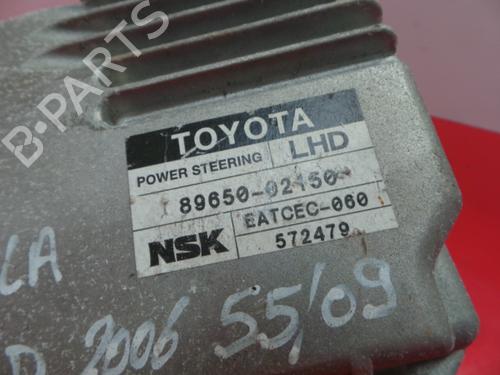 B-PARTS
TOYOTA
POWER STEERING LHD
89650-02150
NSK EATCEC-060
572479
LA
D 2006 55/09